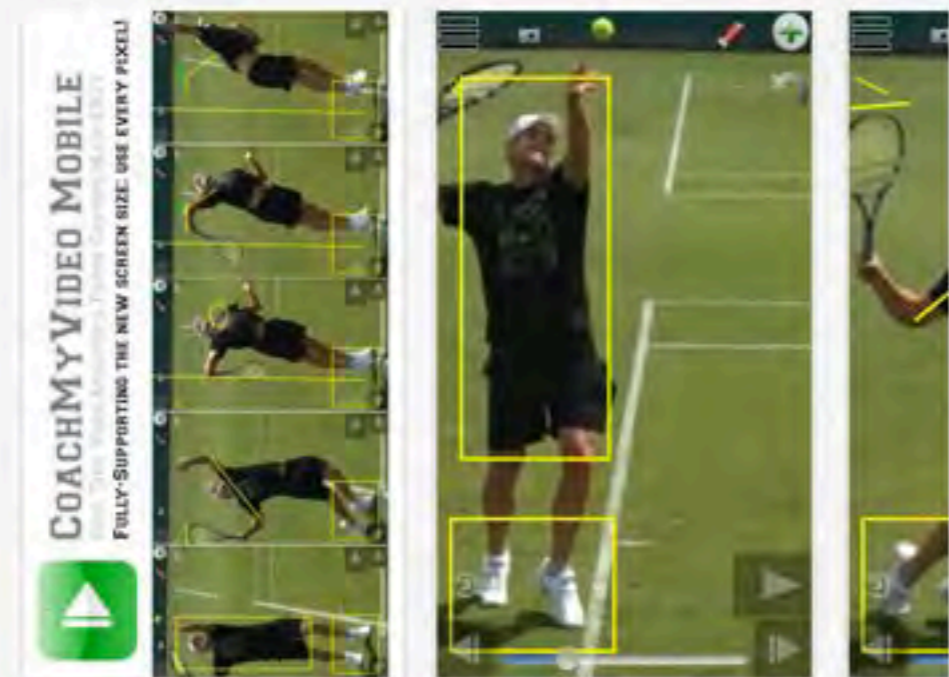 COACHMYVIDEO MOBILE
FULLY-SUPPORTING THE NEW SCREEN SIZE: USE EVERY PIXEL!